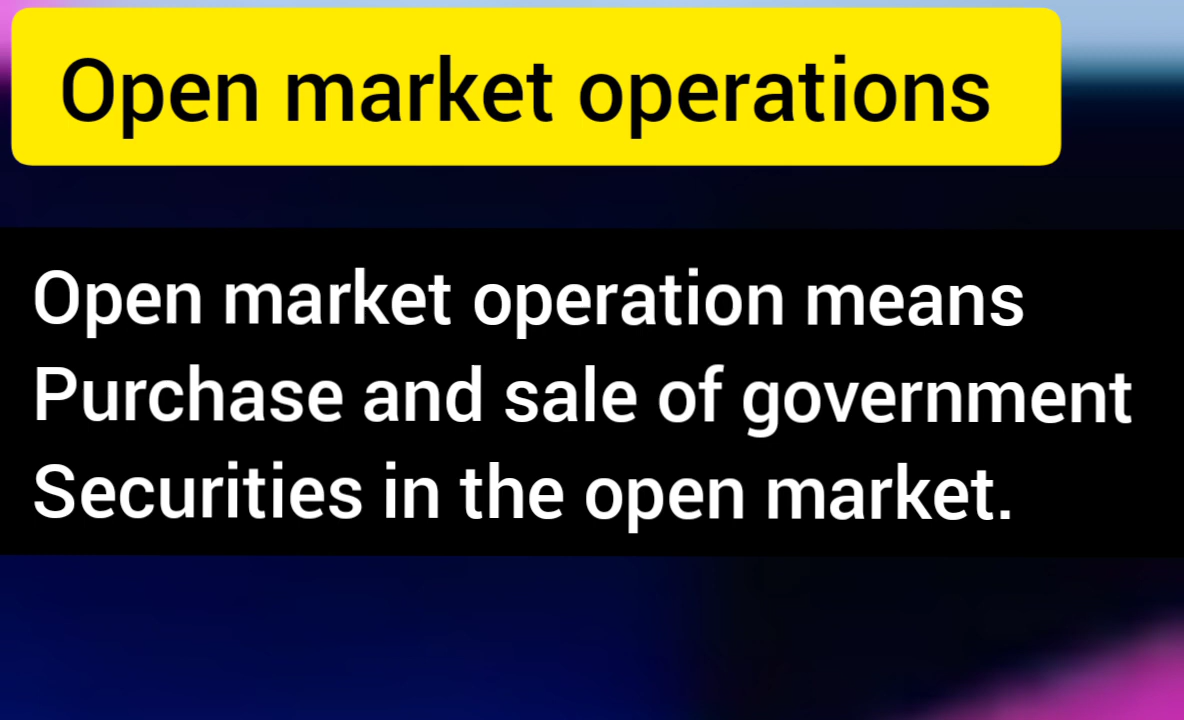 Open market operations
Open market operation means
Purchase and sale of government
Securities in the open market.